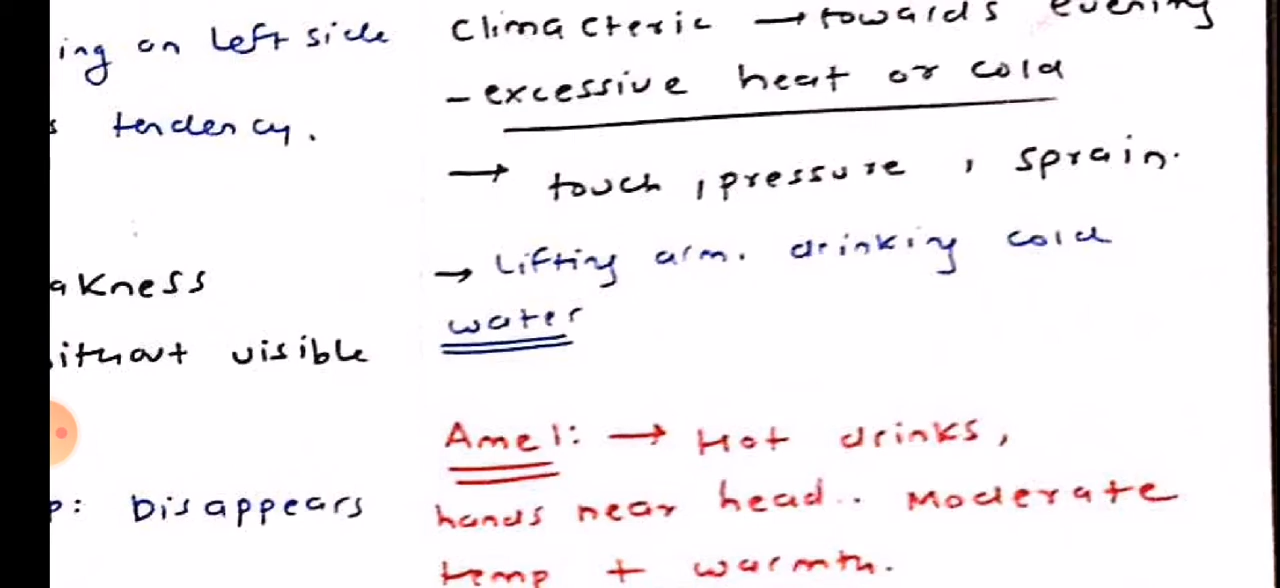 ing on left side
tendency.
akness
ithout visible
p: Disappears
Climacteric → towards evening
- excessive heat or cold
→ touch, pressure, sprain.
→ Lifting arm. drinking cold
water
Amel: → Hot drinks,
hands near head.. Moderate
temp + warmth.